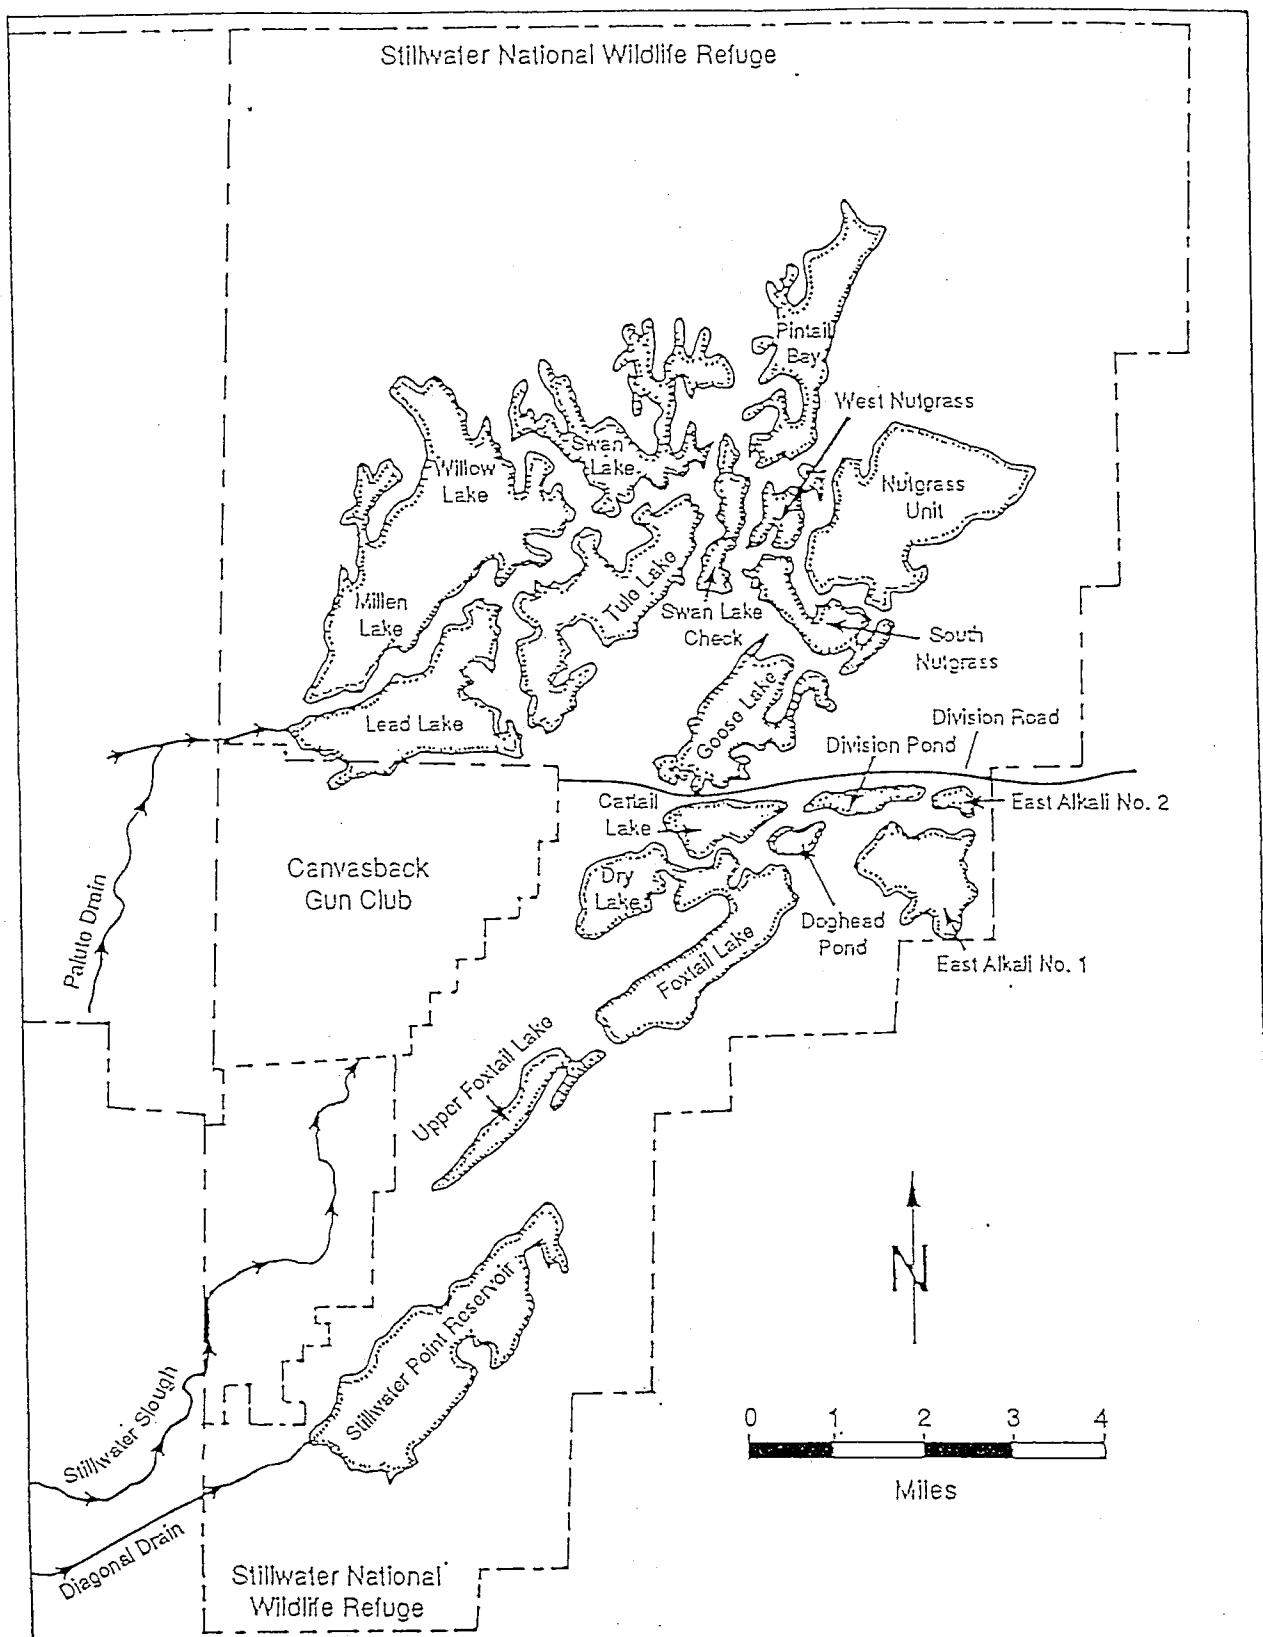 Stillwater National Wildlife Refuge
Pintail
Bay
West Nutgrass
Swan
Lake
Willow
Lake
Nutgrass
Unit
Tule Lake
Millen
Lake
Swan Lake
Check
South
Nutgrass
Lead Lake
Goose Lake
Division Road
Division Pond
East Alkali No. 2
Cattail
Lake
Canvasback
Gun Club
Dry
Lake
Doghead
Pond
East Alkali No. 1
Foxtail Lake
Paiute Drain
Upper Foxtail Lake
N
Stillwater Point Reservoir
Stillwater Slough
0 1 2 3 4
Miles
Diagonal Drain
Stillwater National
Wildlife Refuge